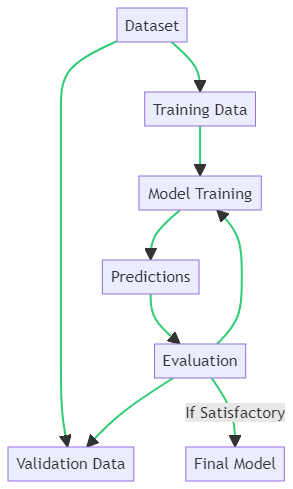 Dataset
Training Data
Model Training
Predictions
Evaluation
If Satisfactory
Validation Data
Final Model